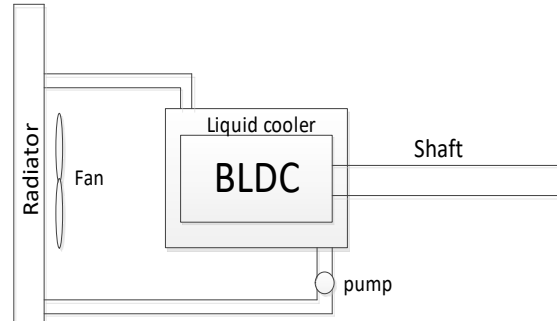 Radiator
Fan
Liquid cooler
BLDC
Shaft
pump